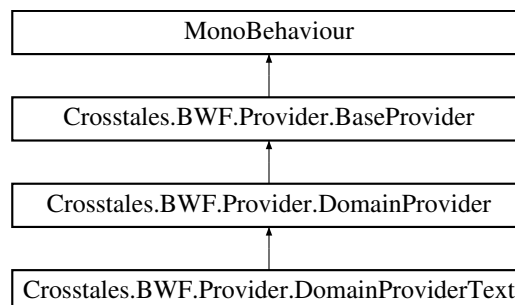 MonoBehaviour
Crosstales.BWF.Provider.BaseProvider
Crosstales.BWF.Provider.DomainProvider
Crosstales.BWF.Provider.DomainProviderText